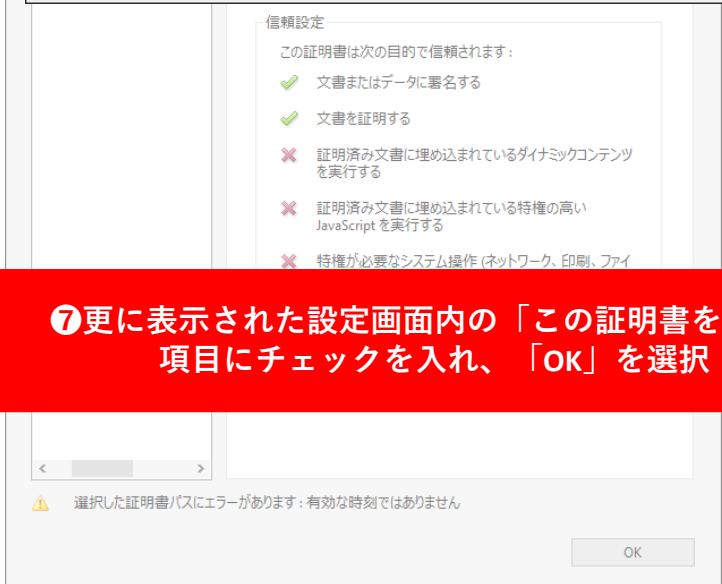 信頼設定
この証明書は次の目的で信頼されます:
文書またはデータに署名する
文書を証明する
証明済み文書に埋め込まれているダイナミックコンテンツ
を実行する
証明済み文書に埋め込まれている特権の高い
JavaScript を実行する
特権が必要なシステム操作 (ネットワーク、印刷、ファイ
❼更に表示された設定画面内の「この証明書を
項目にチェックを入れ、「OK」を選択
選択した証明書パスにエラーがあります : 有効な時刻ではありません
OK